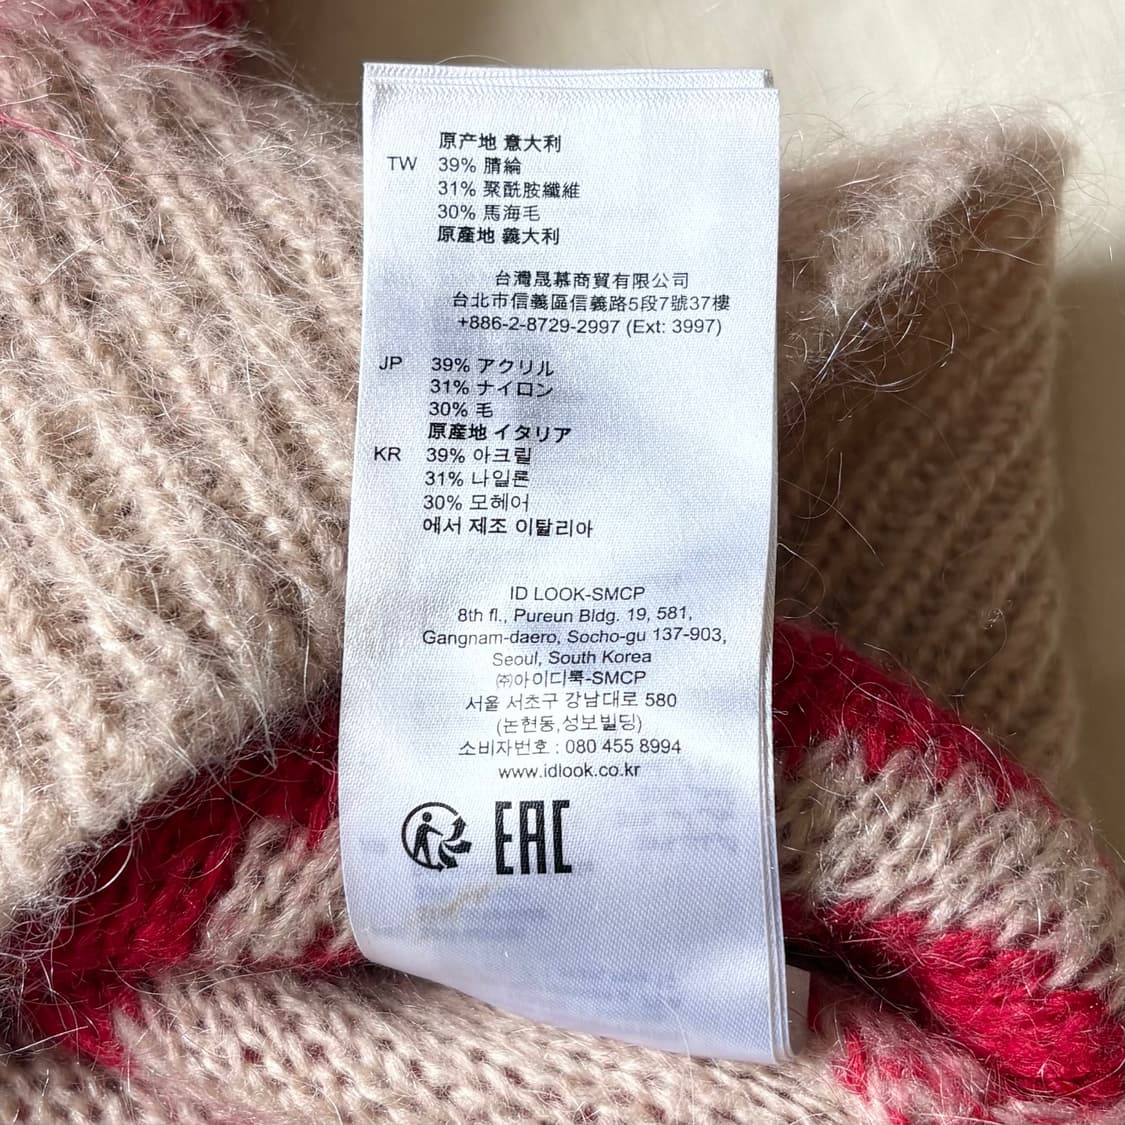 原产地 意大利
TW 39% 腈綸
31% 聚酰胺纖維
30% 馬海毛
原產地 義大利
台灣晟慕商貿有限公司
台北市信義區信義路5段7號37樓
+886-2-8729-2997 (Ext: 3997)
JP 39% アクリル
31% ナイロン
30% 毛
原産地 イタリア
KR 39% 아크릴
31% 나일론
30% 모헤어
에서 제조 이탈리아
ID LOOK-SMCP
8th fl., Pureun Bldg. 19, 581,
Gangnam-daero, Socho-gu 137-903,
Seoul, South Korea
㈜아이디룩-SMCP
서울 서초구 강남대로 580
(논현동,성보빌딩)
소비자번호 : 080 455 8994
www.idlook.co.kr
EAC